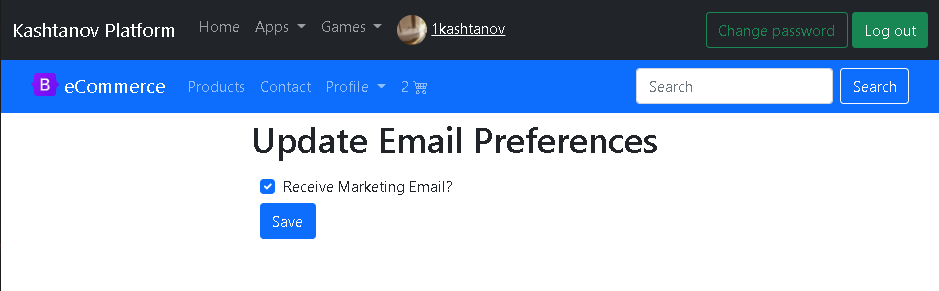 Kashtanov Platform Home Apps Games 1kashtanov Change password Log out
B eCommerce Products Contact Profile 2 Search Search
Update Email Preferences
Receive Marketing Email?
Save